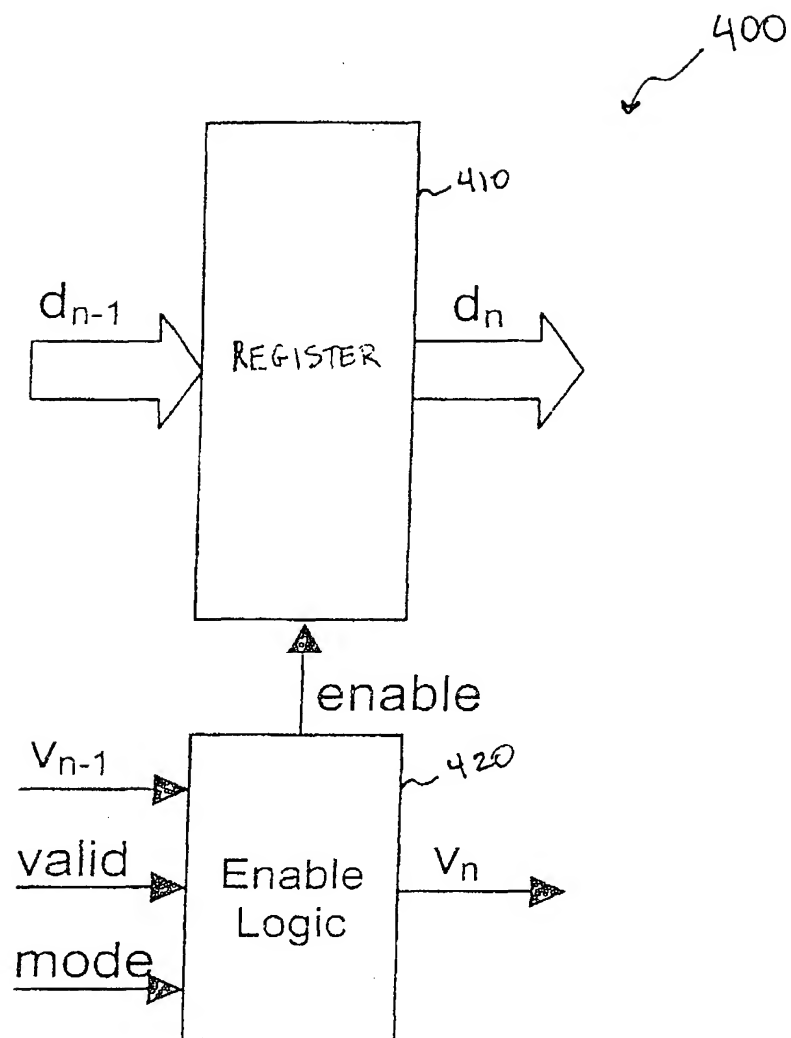 400
410
d_{n-1}
d_n
REGISTER
enable
v_{n-1}
420
valid
v_n
Enable
Logic
mode